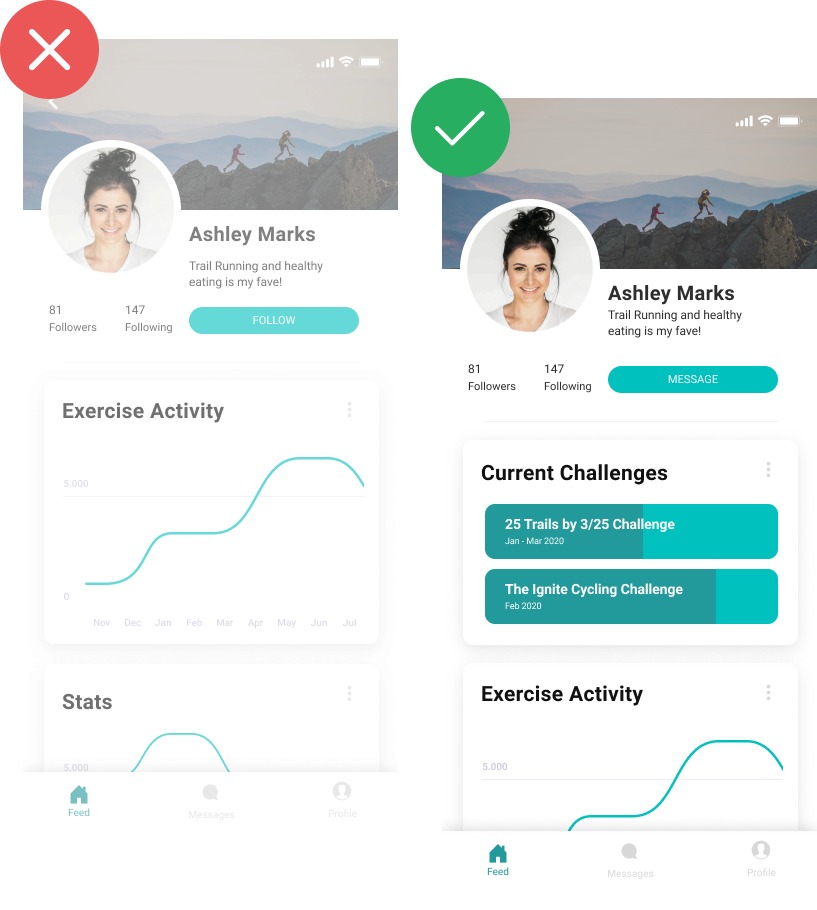 Ashley Marks
Trail Running and healthy
eating is my fave!
81
Followers
147
Following
FOLLOW
Exercise Activity
5.000
0
Nov Dec Jan Feb Mar Apr May Jun Jul
Stats
5.000
Feed
Messages
Profile
Ashley Marks
Trail Running and healthy
eating is my fave!
81
Followers
147
Following
MESSAGE
Current Challenges
25 Trails by 3/25 Challenge
Jan - Mar 2020
The Ignite Cycling Challenge
Feb 2020
Exercise Activity
5.000
Feed
Messages
Profile